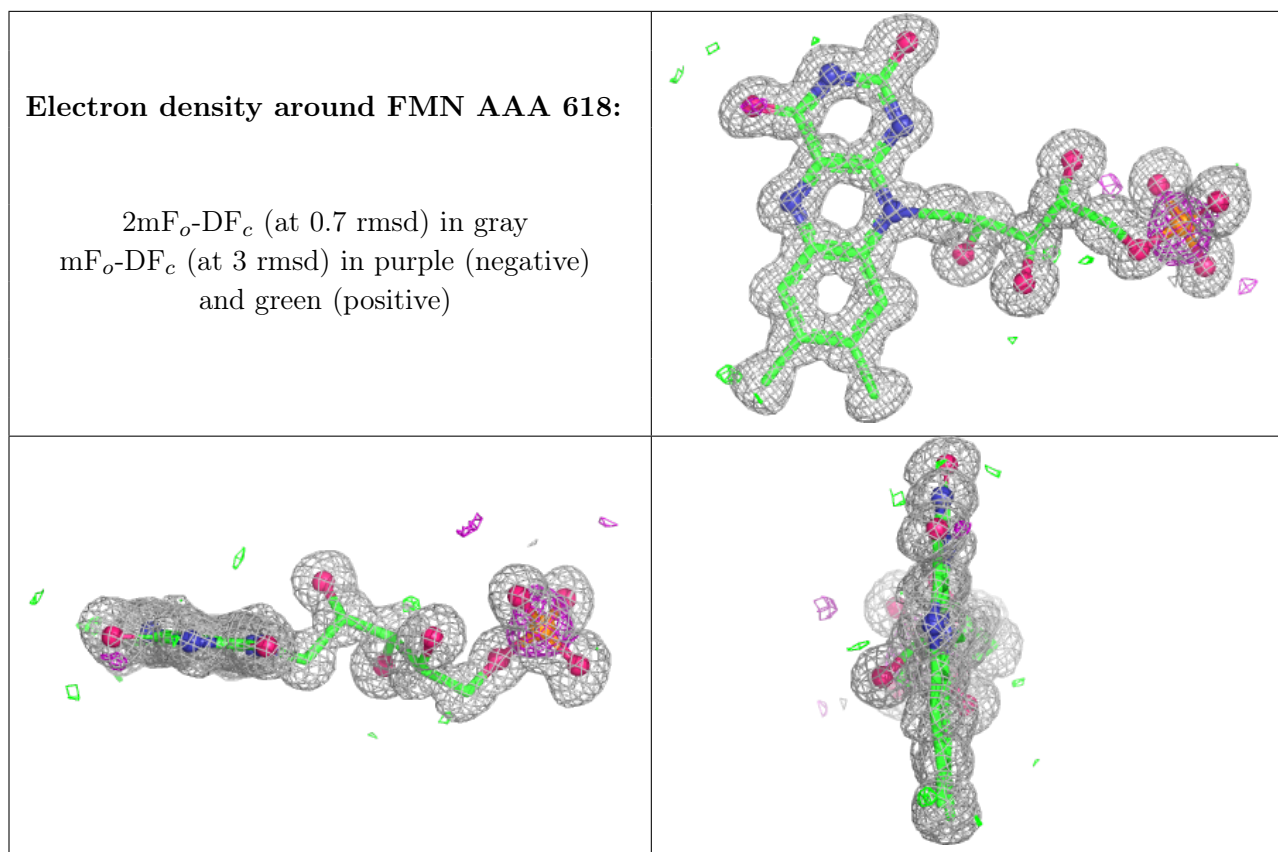 Electron density around FMN AAA 618:
2mFₒ-DF𝒸 (at 0.7 rmsd) in gray
mFₒ-DF𝒸 (at 3 rmsd) in purple (negative)
and green (positive)